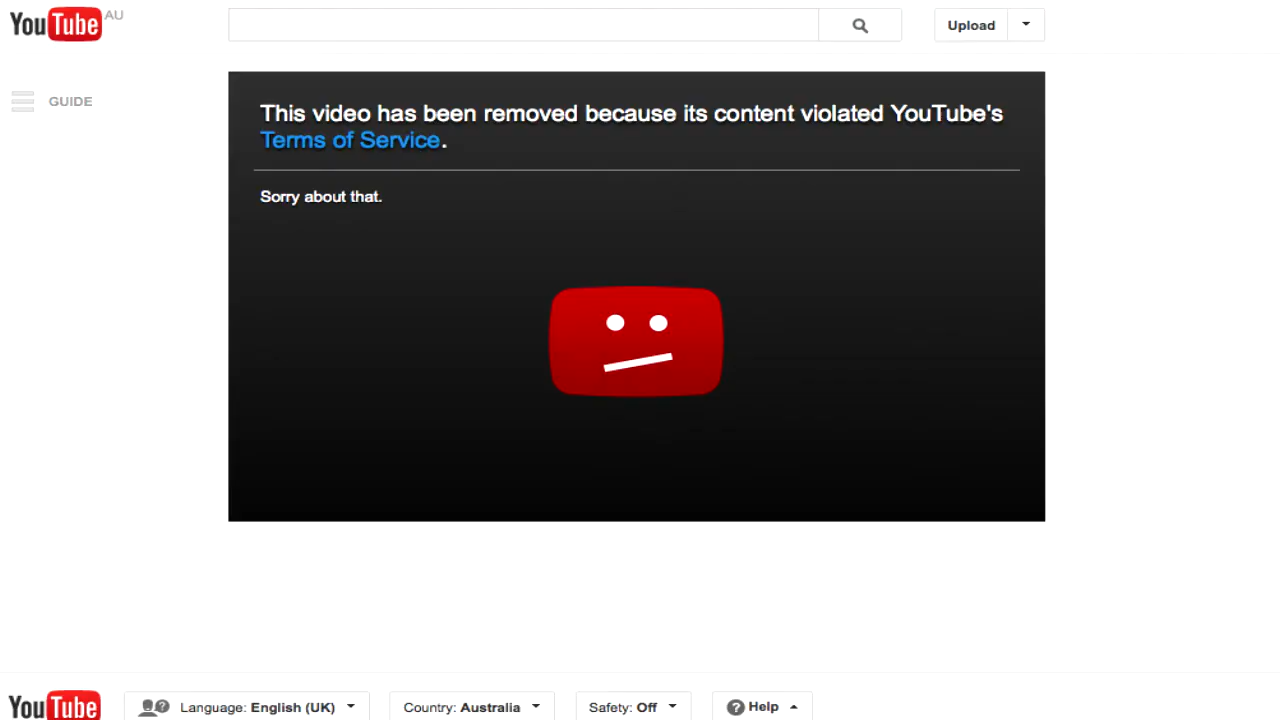 YouTube AU
Upload
GUIDE
This video has been removed because its content violated YouTube's
Terms of Service.
Sorry about that.
YouTube Language: English (UK) Country: Australia Safety: Off Help